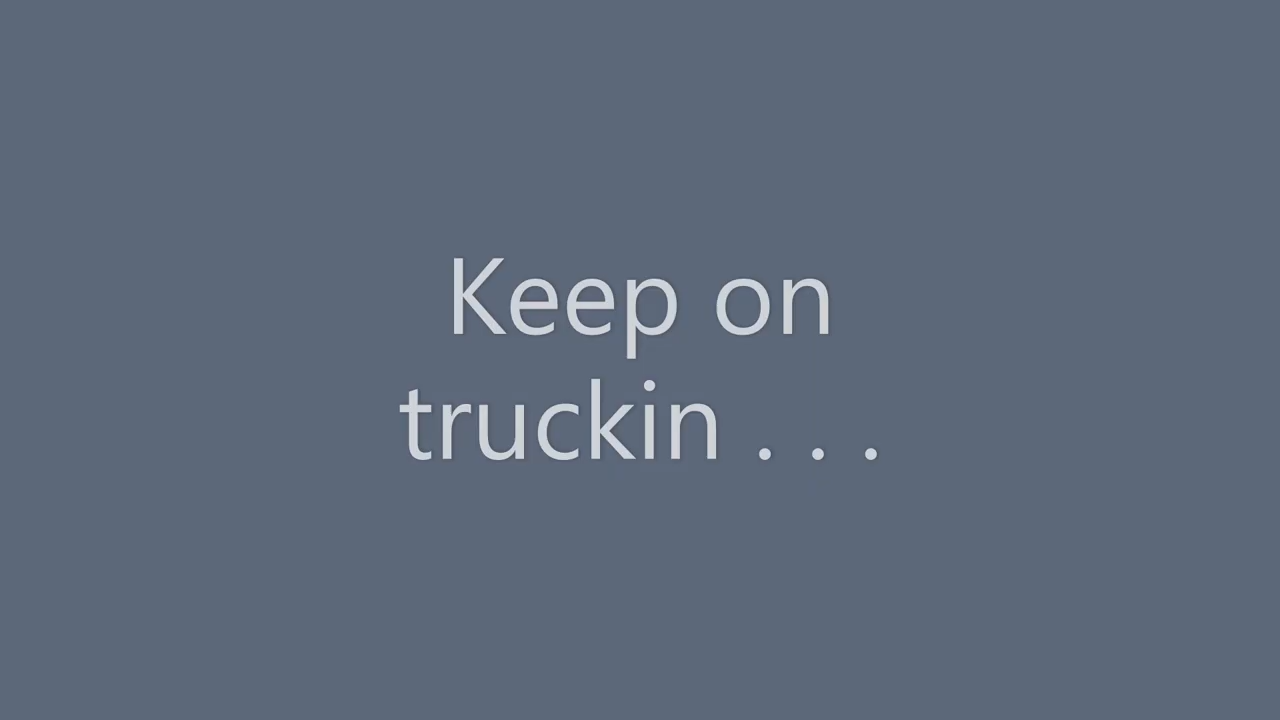 Keep on
truckin . . .